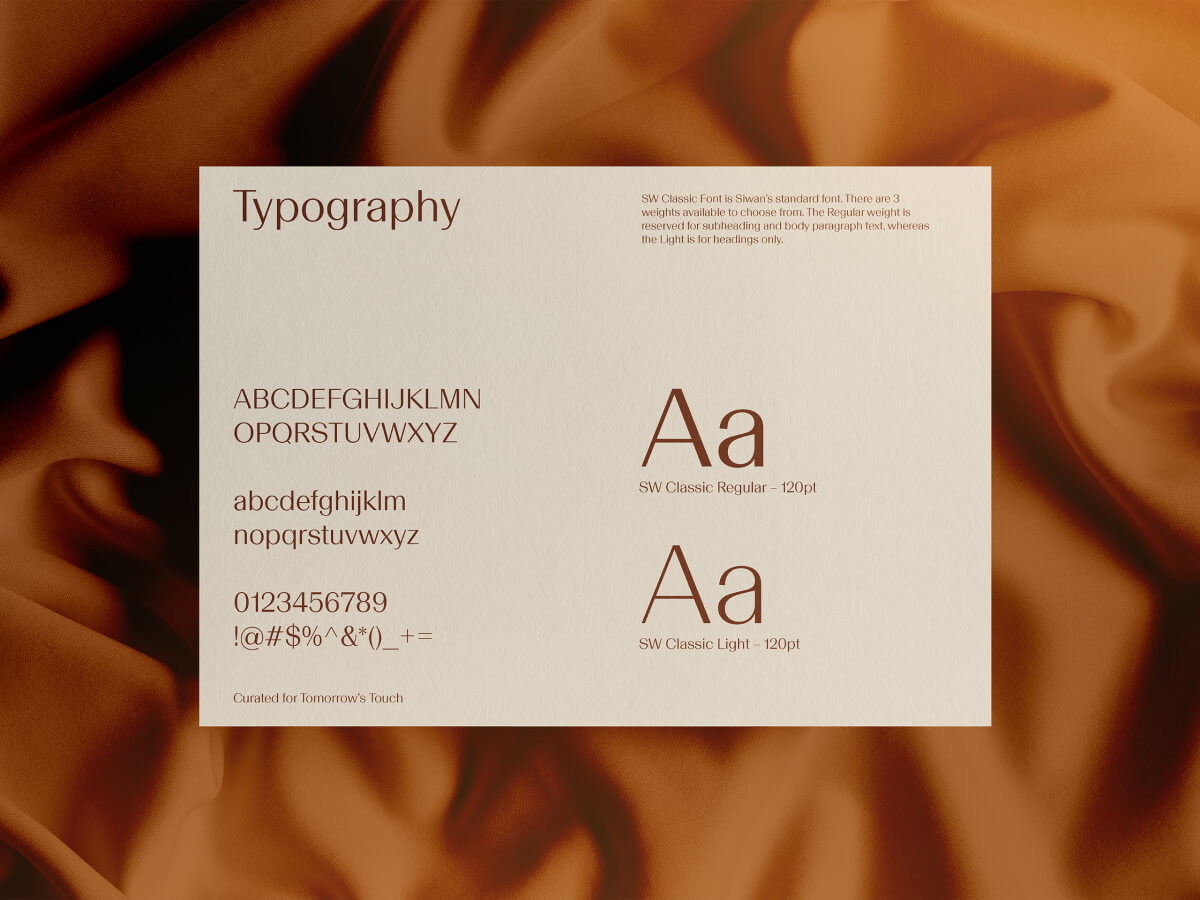 Typography
SW Classic Font is Siwan's standard font. There are 3
weights available to choose from. The Regular weight is
reserved for subheading and body paragraph text, whereas
the Light is for headings only.
ABCDEFGHIJKLMN
OPQRSTUVWXYZ
abcdefghijklm
nopqrstuvwxyz
0123456789
!@#$%^&*()_+=
Aa
SW Classic Regular – 120pt
Aa
SW Classic Light – 120pt
Curated for Tomorrow's Touch